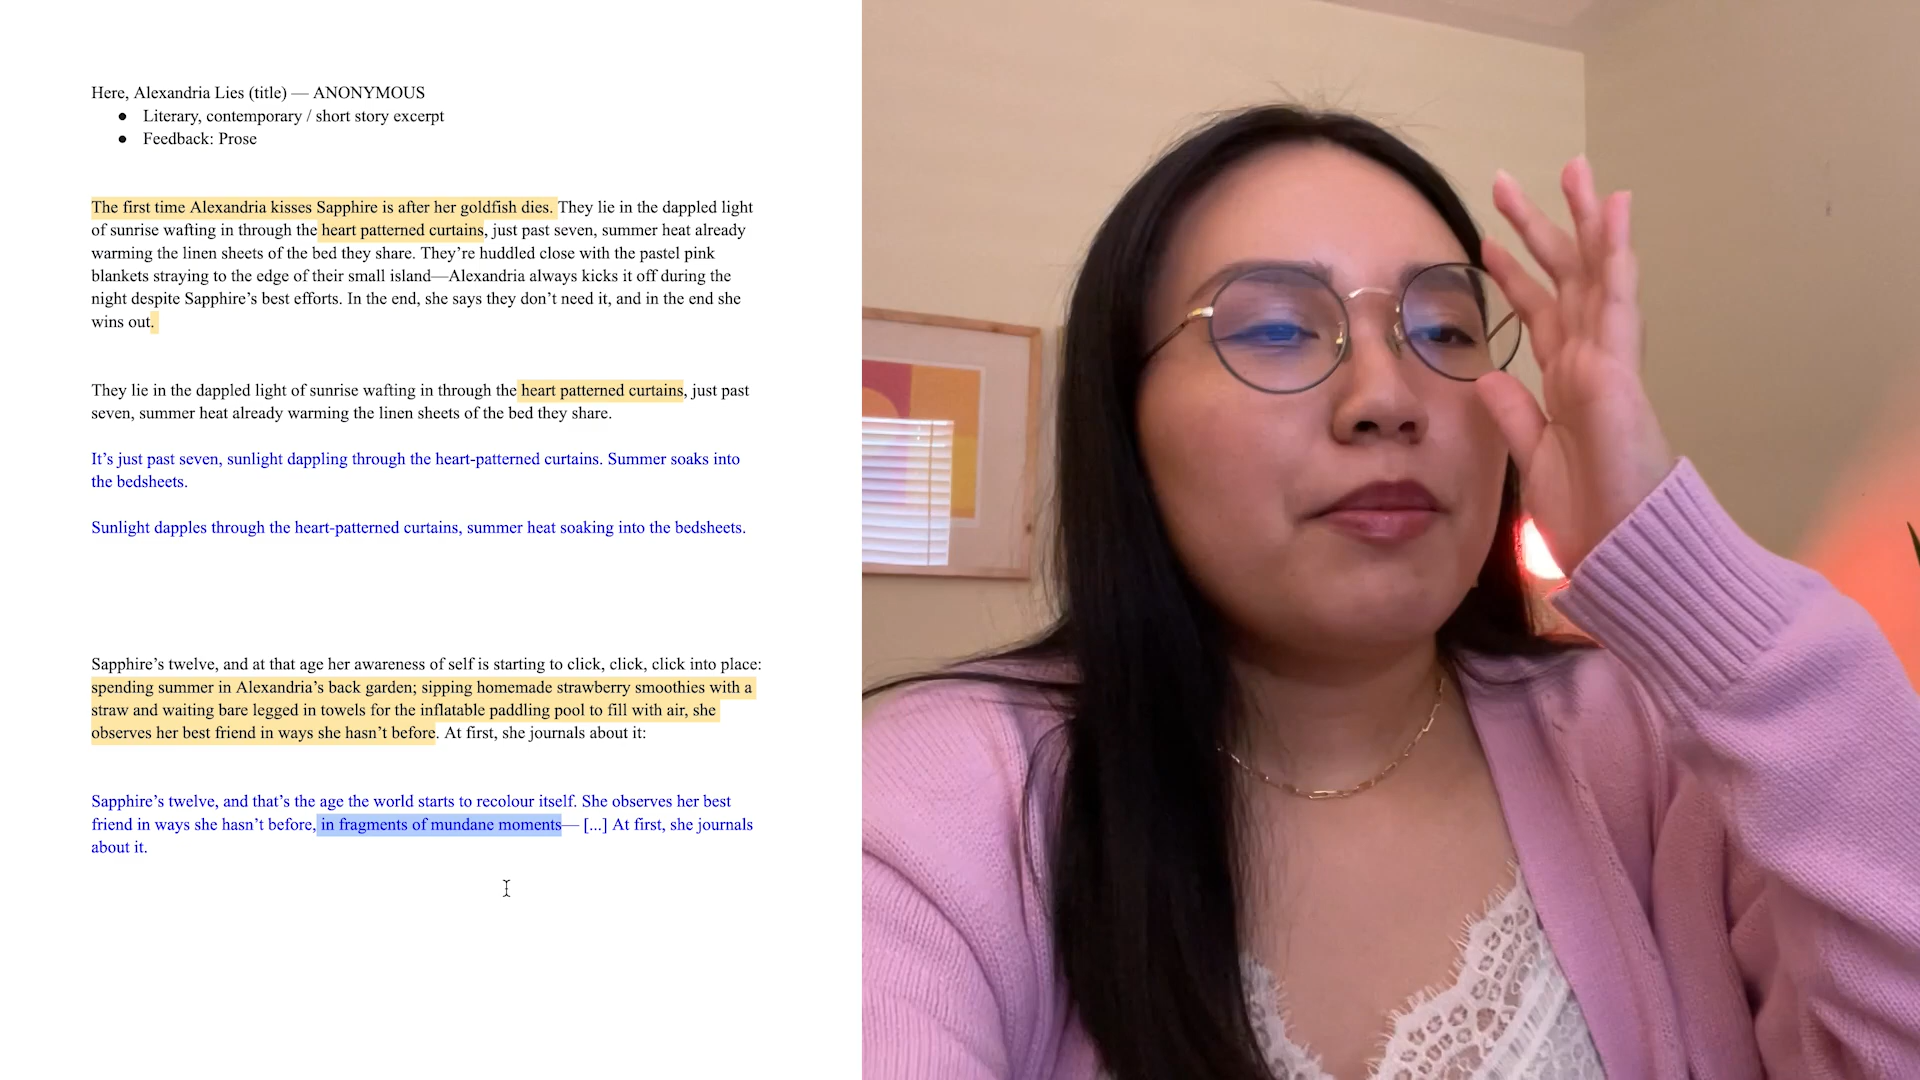 Here, Alexandria Lies (title) — ANONYMOUS
● Literary, contemporary / short story excerpt
● Feedback: Prose
The first time Alexandria kisses Sapphire is after her goldfish dies. They lie in the dappled light
of sunrise wafting in through the heart patterned curtains, just past seven, summer heat already
warming the linen sheets of the bed they share. They’re huddled close with the pastel pink
blankets straying to the edge of their small island—Alexandria always kicks it off during the
night despite Sapphire’s best efforts. In the end, she says they don’t need it, and in the end she
wins out.
They lie in the dappled light of sunrise wafting in through the heart patterned curtains, just past
seven, summer heat already warming the linen sheets of the bed they share.
It’s just past seven, sunlight dappling through the heart-patterned curtains. Summer soaks into
the bedsheets.
Sunlight dapples through the heart-patterned curtains, summer heat soaking into the bedsheets.
Sapphire’s twelve, and at that age her awareness of self is starting to click, click, click into place:
spending summer in Alexandria’s back garden; sipping homemade strawberry smoothies with a
straw and waiting bare legged in towels for the inflatable paddling pool to fill with air, she
observes her best friend in ways she hasn’t before. At first, she journals about it:
Sapphire’s twelve, and that’s the age the world starts to recolour itself. She observes her best
friend in ways she hasn’t before, in fragments of mundane moments— [...] At first, she journals
about it.